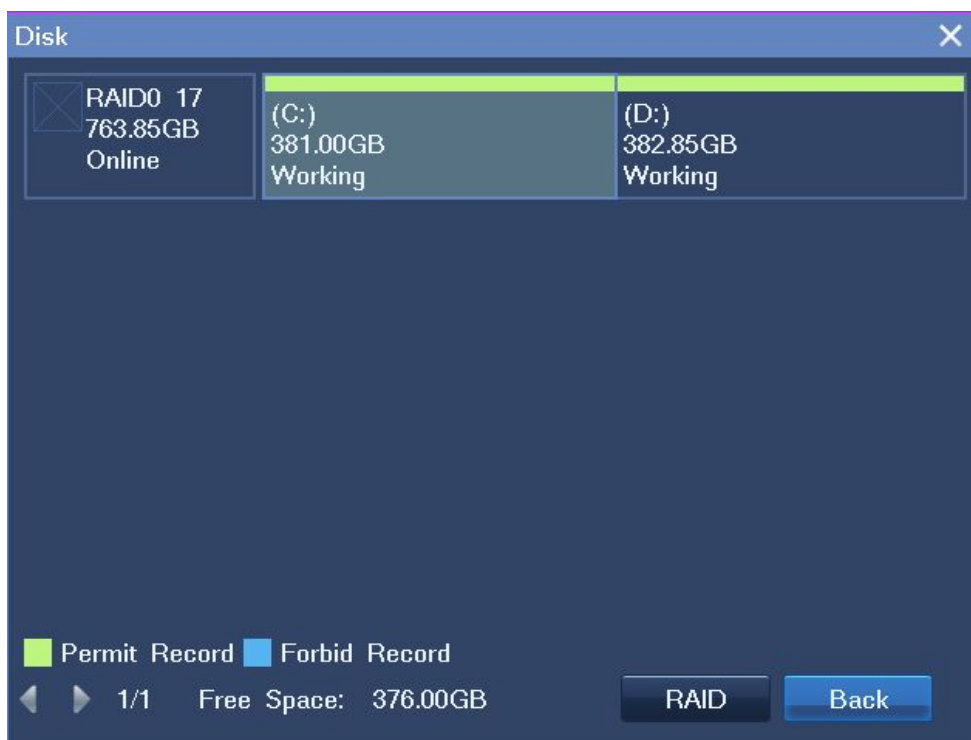 Disk
RAID0 17
763.85GB
Online
(C:)
381.00GB
Working
(D:)
382.85GB
Working
Permit Record Forbid Record
1/1 Free Space: 376.00GB RAID Back